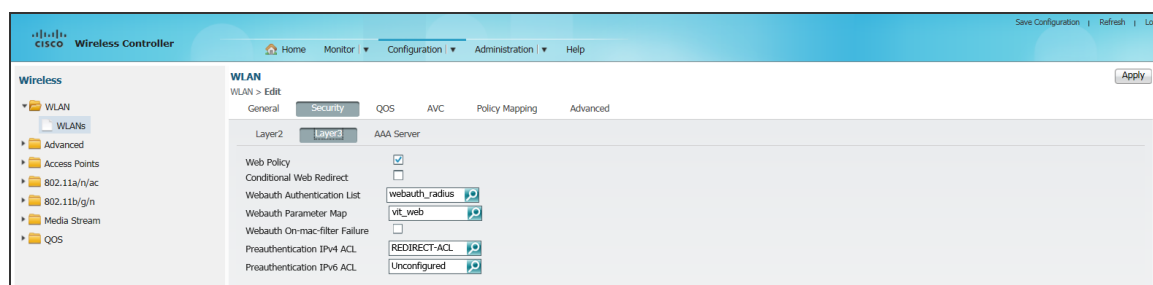 Save Configuration | Refresh | Lo
CISCO Wireless Controller
Home Monitor Configuration Administration Help
Wireless
WLAN
WLANs
Advanced
Access Points
802.11a/n/ac
802.11b/g/n
Media Stream
QOS
WLAN
Apply
WLAN > Edit
General Security QOS AVC Policy Mapping Advanced
Layer2 Layer3 AAA Server
Web Policy
Conditional Web Redirect
Webauth Authentication List webauth_radius
Webauth Parameter Map vit_web
Webauth On-mac-filter Failure
Preauthentication IPv4 ACL REDIRECT-ACL
Preauthentication IPv6 ACL Unconfigured